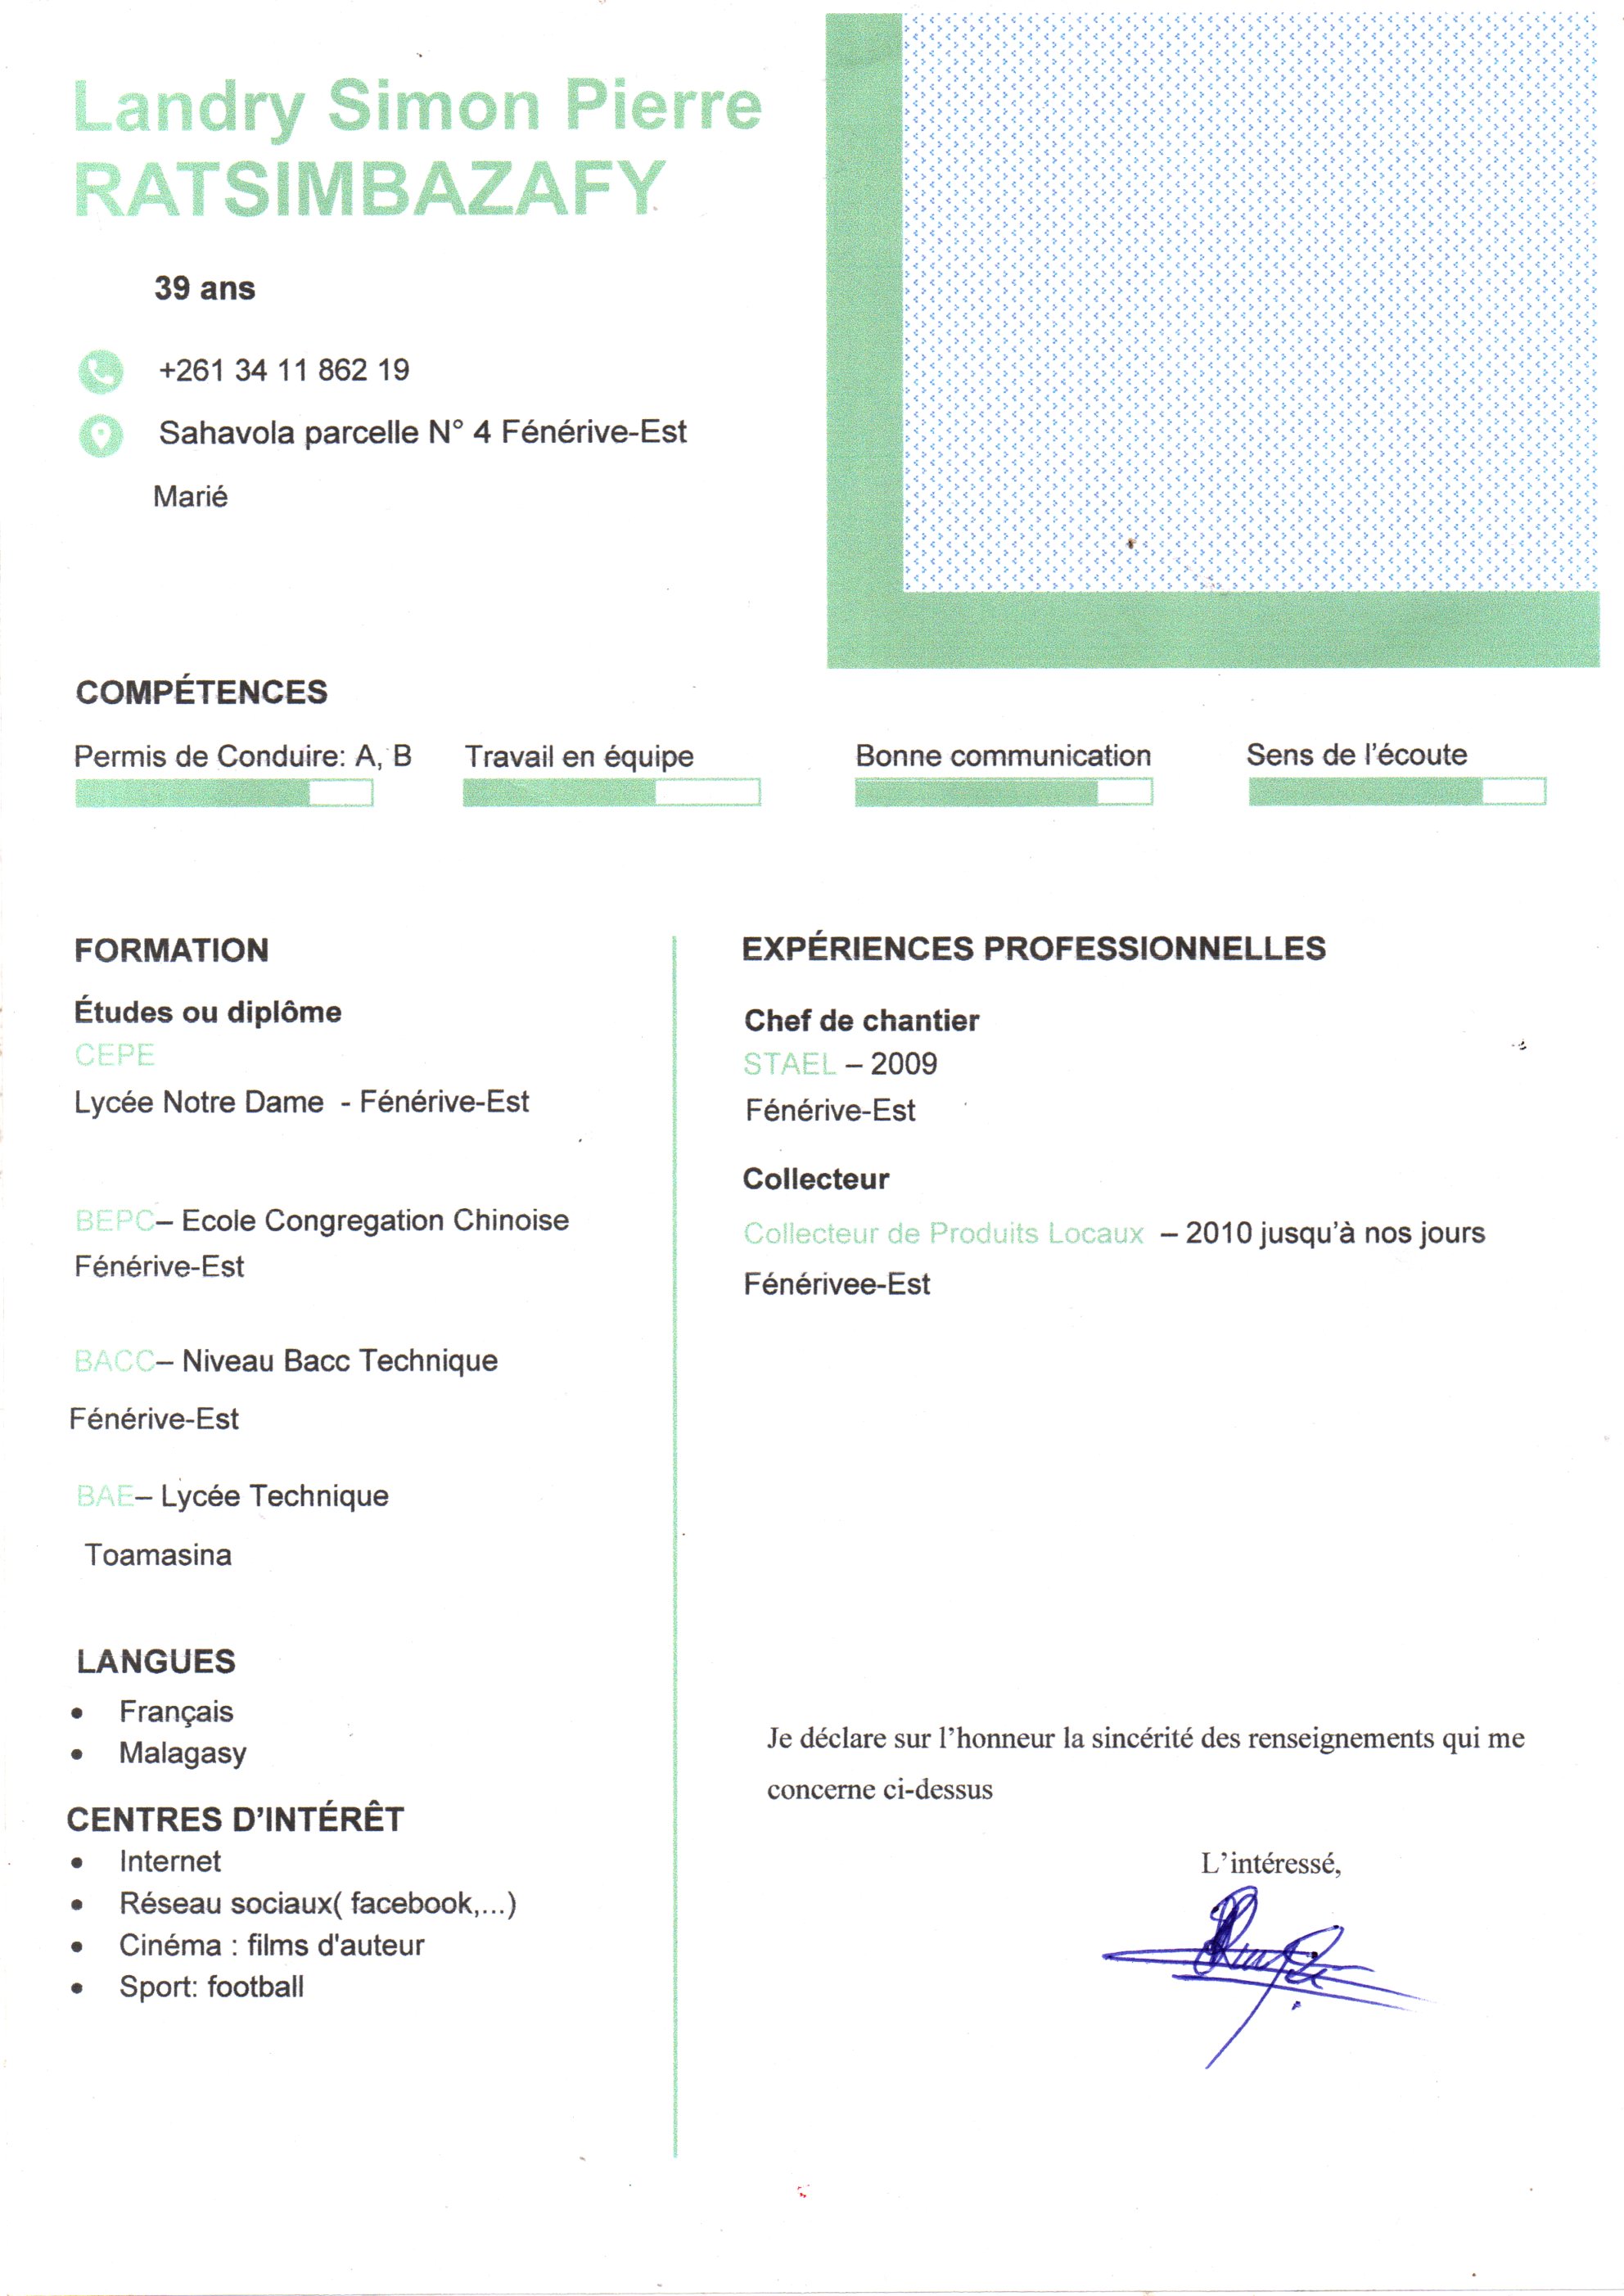 Landry Simon Pierre
RATSIMBAZAFY
39 ans
+261 34 11 862 19
Sahavola parcelle N° 4 Fénérive-Est
Marié
COMPÉTENCES
Permis de Conduire: A, B
Travail en équipe
Bonne communication
Sens de l'écoute
FORMATION
Études ou diplôme
CEPE
Lycée Notre Dame - Fénérive-Est
BEPC– Ecole Congregation Chinoise
Fénérive-Est
BACC– Niveau Bacc Technique
Fénérive-Est
BAE– Lycée Technique
Toamasina
LANGUES
• Français
• Malagasy
CENTRES D'INTÉRÊT
• Internet
• Réseau sociaux( facebook,...)
• Cinéma : films d'auteur
• Sport: football
EXPÉRIENCES PROFESSIONNELLES
Chef de chantier
STAEL – 2009
Fénérive-Est
Collecteur
Collecteur de Produits Locaux – 2010 jusqu'à nos jours
Fénérivee-Est
Je déclare sur l'honneur la sincérité des renseignements qui me
concerne ci-dessus
L'intéressé,